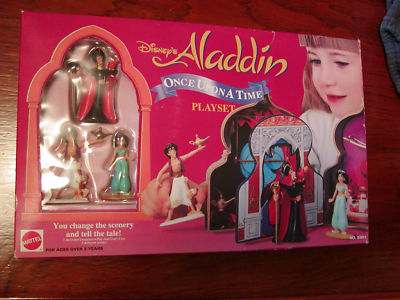 Disney's
Aladdin
ONCE UPON A TIME
PLAYSET
You change the scenery
and tell the tale!
MATTEL
FOR AGES OVER 3 YEARS